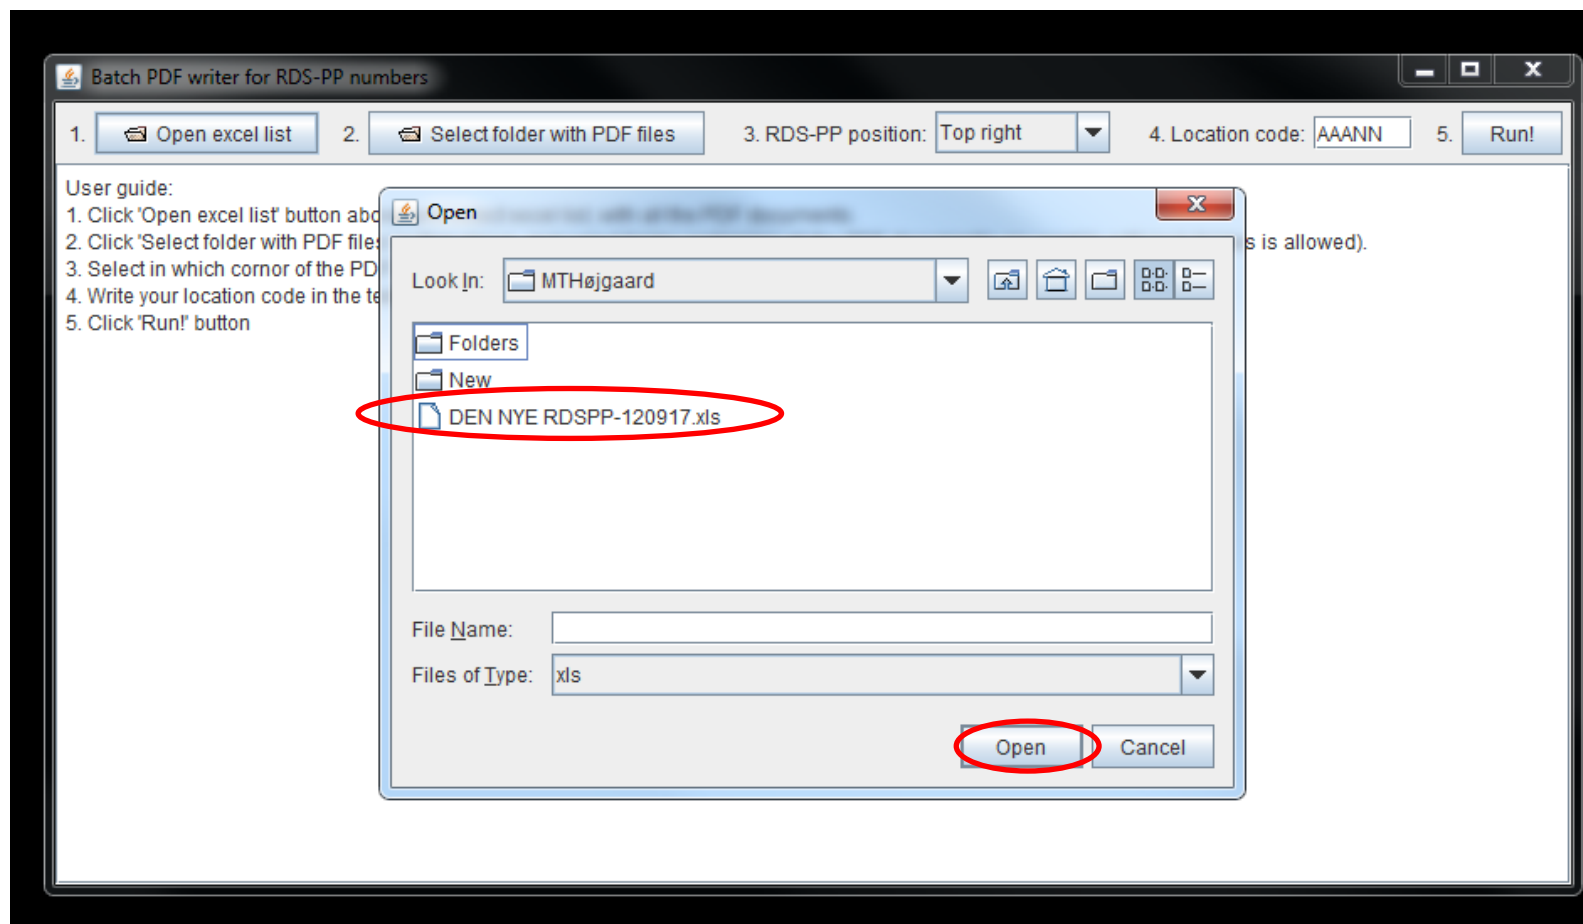 Batch PDF writer for RDS-PP numbers
1. Open excel list 2. Select folder with PDF files 3. RDS-PP position: Top right 4. Location code: AAANN 5. Run!
User guide:
1. Click 'Open excel list' button
2. Click 'Select folder with PDF files s is allowed).
3. Select in which cornor of the PD
4. Write your location code in the te
5. Click 'Run!' button
Open
Look In: MTHøjgaard
Folders
New
DEN NYE RDSPP-120917.xls
File Name:
Files of Type: xls
Open Cancel